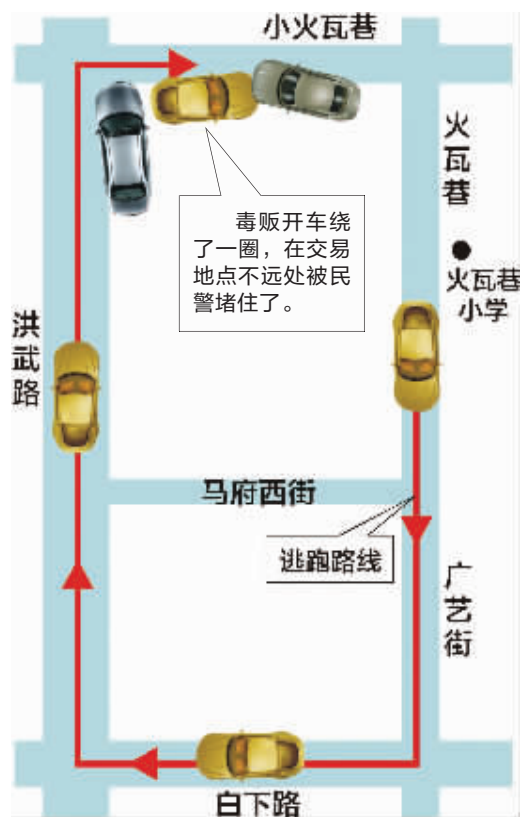 小火瓦巷
火瓦巷
毒贩开车绕
了一圈，在交易
地点不远处被民
警堵住了。
火瓦巷
小学
洪武路
马府西街
逃跑路线
广艺街
白下路